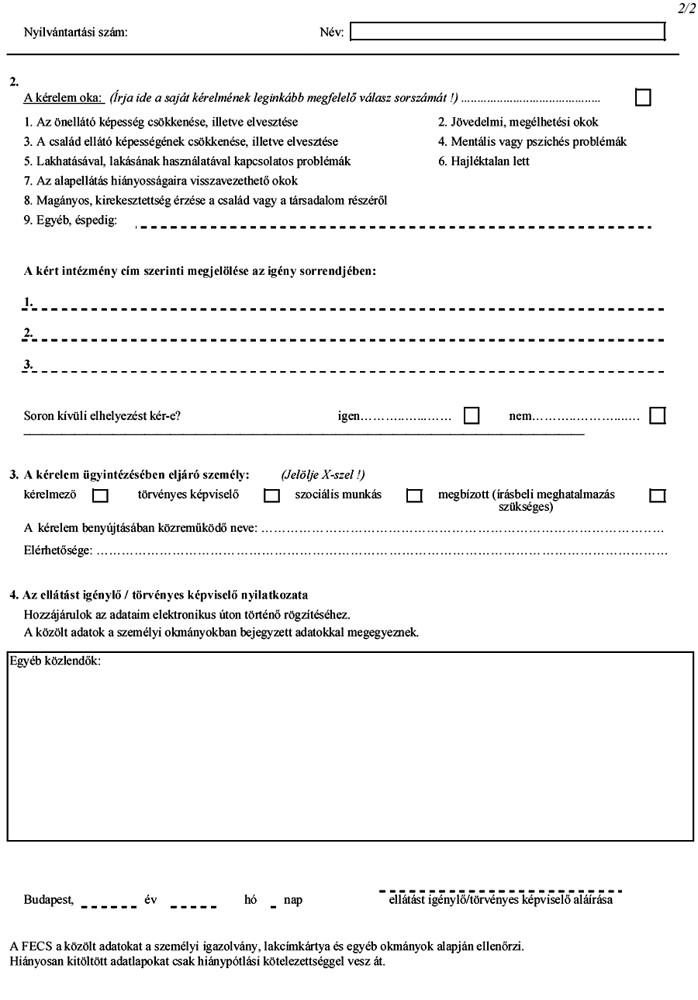 2/2
Nyilvántartási szám: Név:
2.
A kérelem oka: (Írja ide a saját kérelmének leginkább megfelelő válasz sorszámát !) ...........................................
1. Az önellátó képesség csökkenése, illetve elvesztése 2. Jövedelmi, megélhetési okok
3. A család ellátó képességének csökkenése, illetve elvesztése 4. Mentális vagy pszichés problémák
5. Lakhatásával, lakásának használatával kapcsolatos problémák 6. Hajléktalan lett
7. Az alapellátás hiányosságaira visszavezethető okok
8. Magányos, kirekesztettség érzése a család vagy a társadalom részéről
9. Egyéb, éspedig:
A kért intézmény cím szerinti megjelölése az igény sorrendjében:
1.
2.
3.
Soron kívüli elhelyezést kér-e? igen………..…...…… nem………..………...…
3. A kérelem ügyintézésében eljáró személy: (Jelölje X-szel !)
kérelmező törvényes képviselő szociális munkás megbízott (írásbeli meghatalmazás
szükséges)
A kérelem benyújtásában közreműködő neve: ……………………………………………………………………………
Elérhetősége: …………………………………………………………………………………………………………
4. Az ellátást igénylő / törvényes képviselő nyilatkozata
Hozzájárulok az adataim elektronikus úton történő rögzítéséhez.
A közölt adatok a személyi okmányokban bejegyzett adatokkal megegyeznek.
Egyéb közlendők:
Budapest, év hó nap ellátást igénylő/törvényes képviselő aláírása
A FECS a közölt adatokat a személyi igazolvány, lakcímkártya és egyéb okmányok alapján ellenőrzi.
Hiányosan kitöltött adatlapokat csak hiánypótlási kötelezettséggel vesz át.